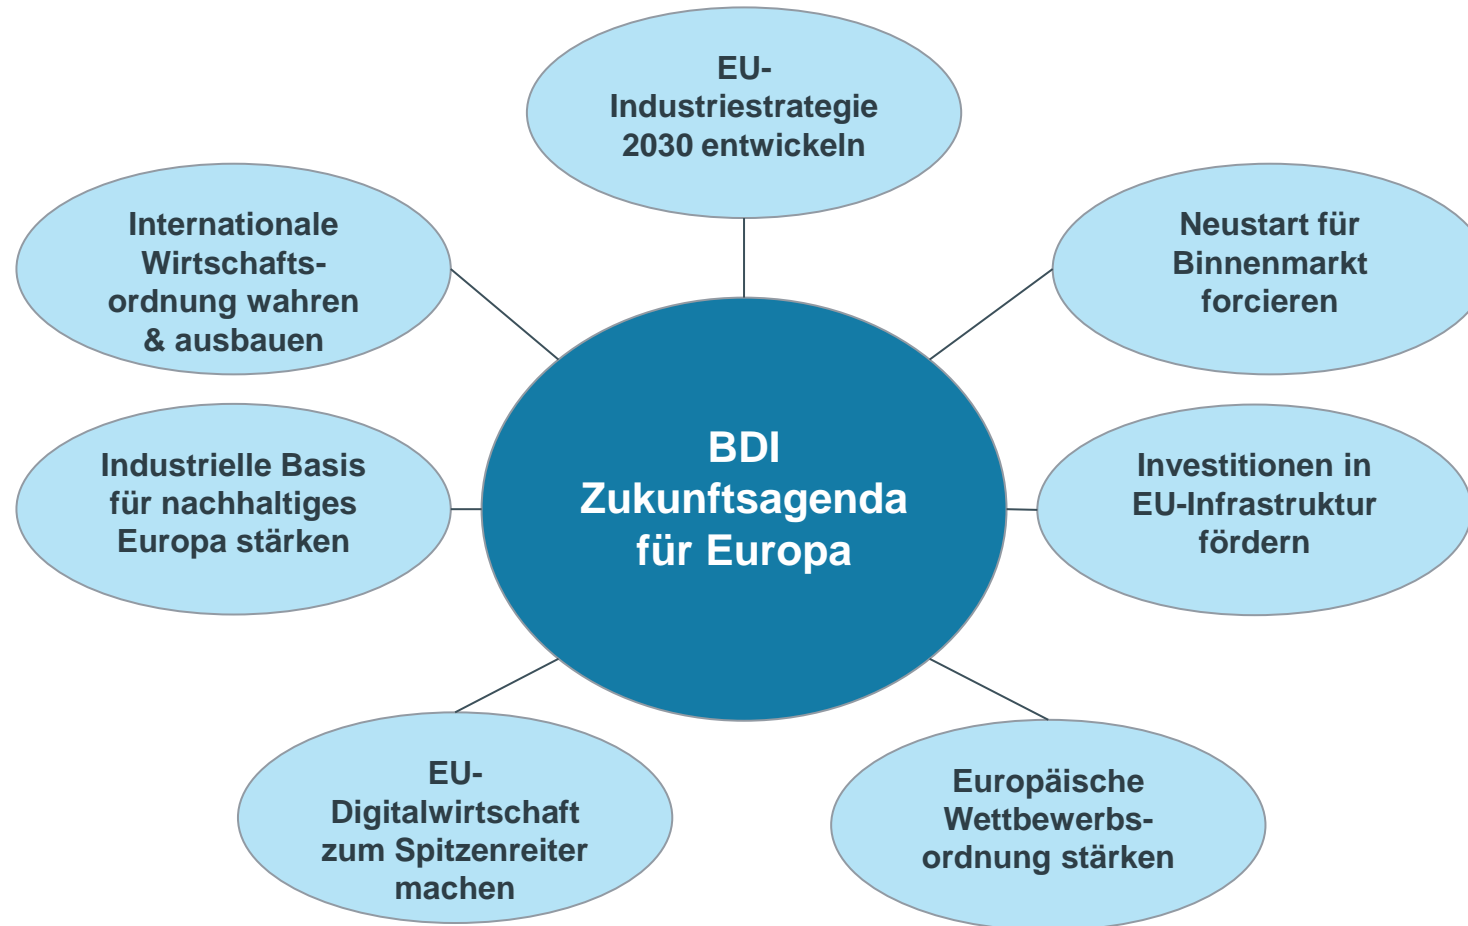 EU-
Industriestrategie
2030 entwickeln
Internationale
Wirtschafts-
ordnung wahren
& ausbauen
Neustart für
Binnenmarkt
forcieren
Industrielle Basis
für nachhaltiges
Europa stärken
BDI
Zukunftsagenda
für Europa
Investitionen in
EU-Infrastruktur
fördern
EU-
Digitalwirtschaft
zum Spitzenreiter
machen
Europäische
Wettbewerbs-
ordnung stärken